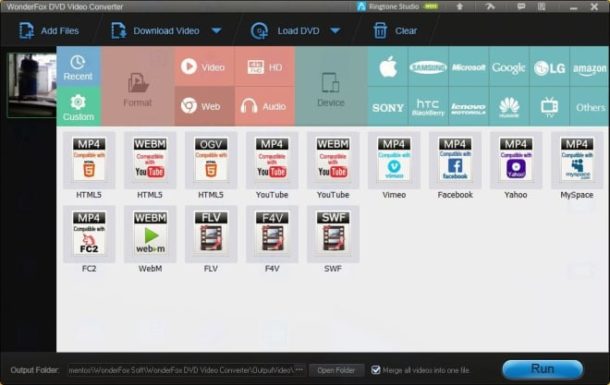 WonderFox DVD Video Converter
Ringtone Studio
Add Files
Download Video
Load DVD
Clear
Recent
Custom
Format
Video
HD
Web
Audio
Device
SAMSUNG
Microsoft
Google
LG
amazon
SONY
hTC
BlackBerry
lenovo
MOTOROLA
HUAWEI
TV
Others
MP4 WEBM OGV MP4 WEBM MP4 MP4 MP4 MP4
Compatible with Compatible with Compatible with Compatible with Compatible with Compatible with Compatible with Compatible with Compatible with
HTML YouTube HTML YouTube YouTube vimeo facebook Yahoo! myspace
HTML5 HTML5 HTML5 YouTube YouTube Vimeo Facebook Yahoo MySpace
MP4 WEBM FLV F4V SWF
Compatible with
FC2 webm
FC2 WebM FLV F4V SWF
Output Folder:
mentos\WonderFox Soft\WonderFox DVD Video Converter\OutputVideo\
Open Folder
Merge all videos into one file
Run